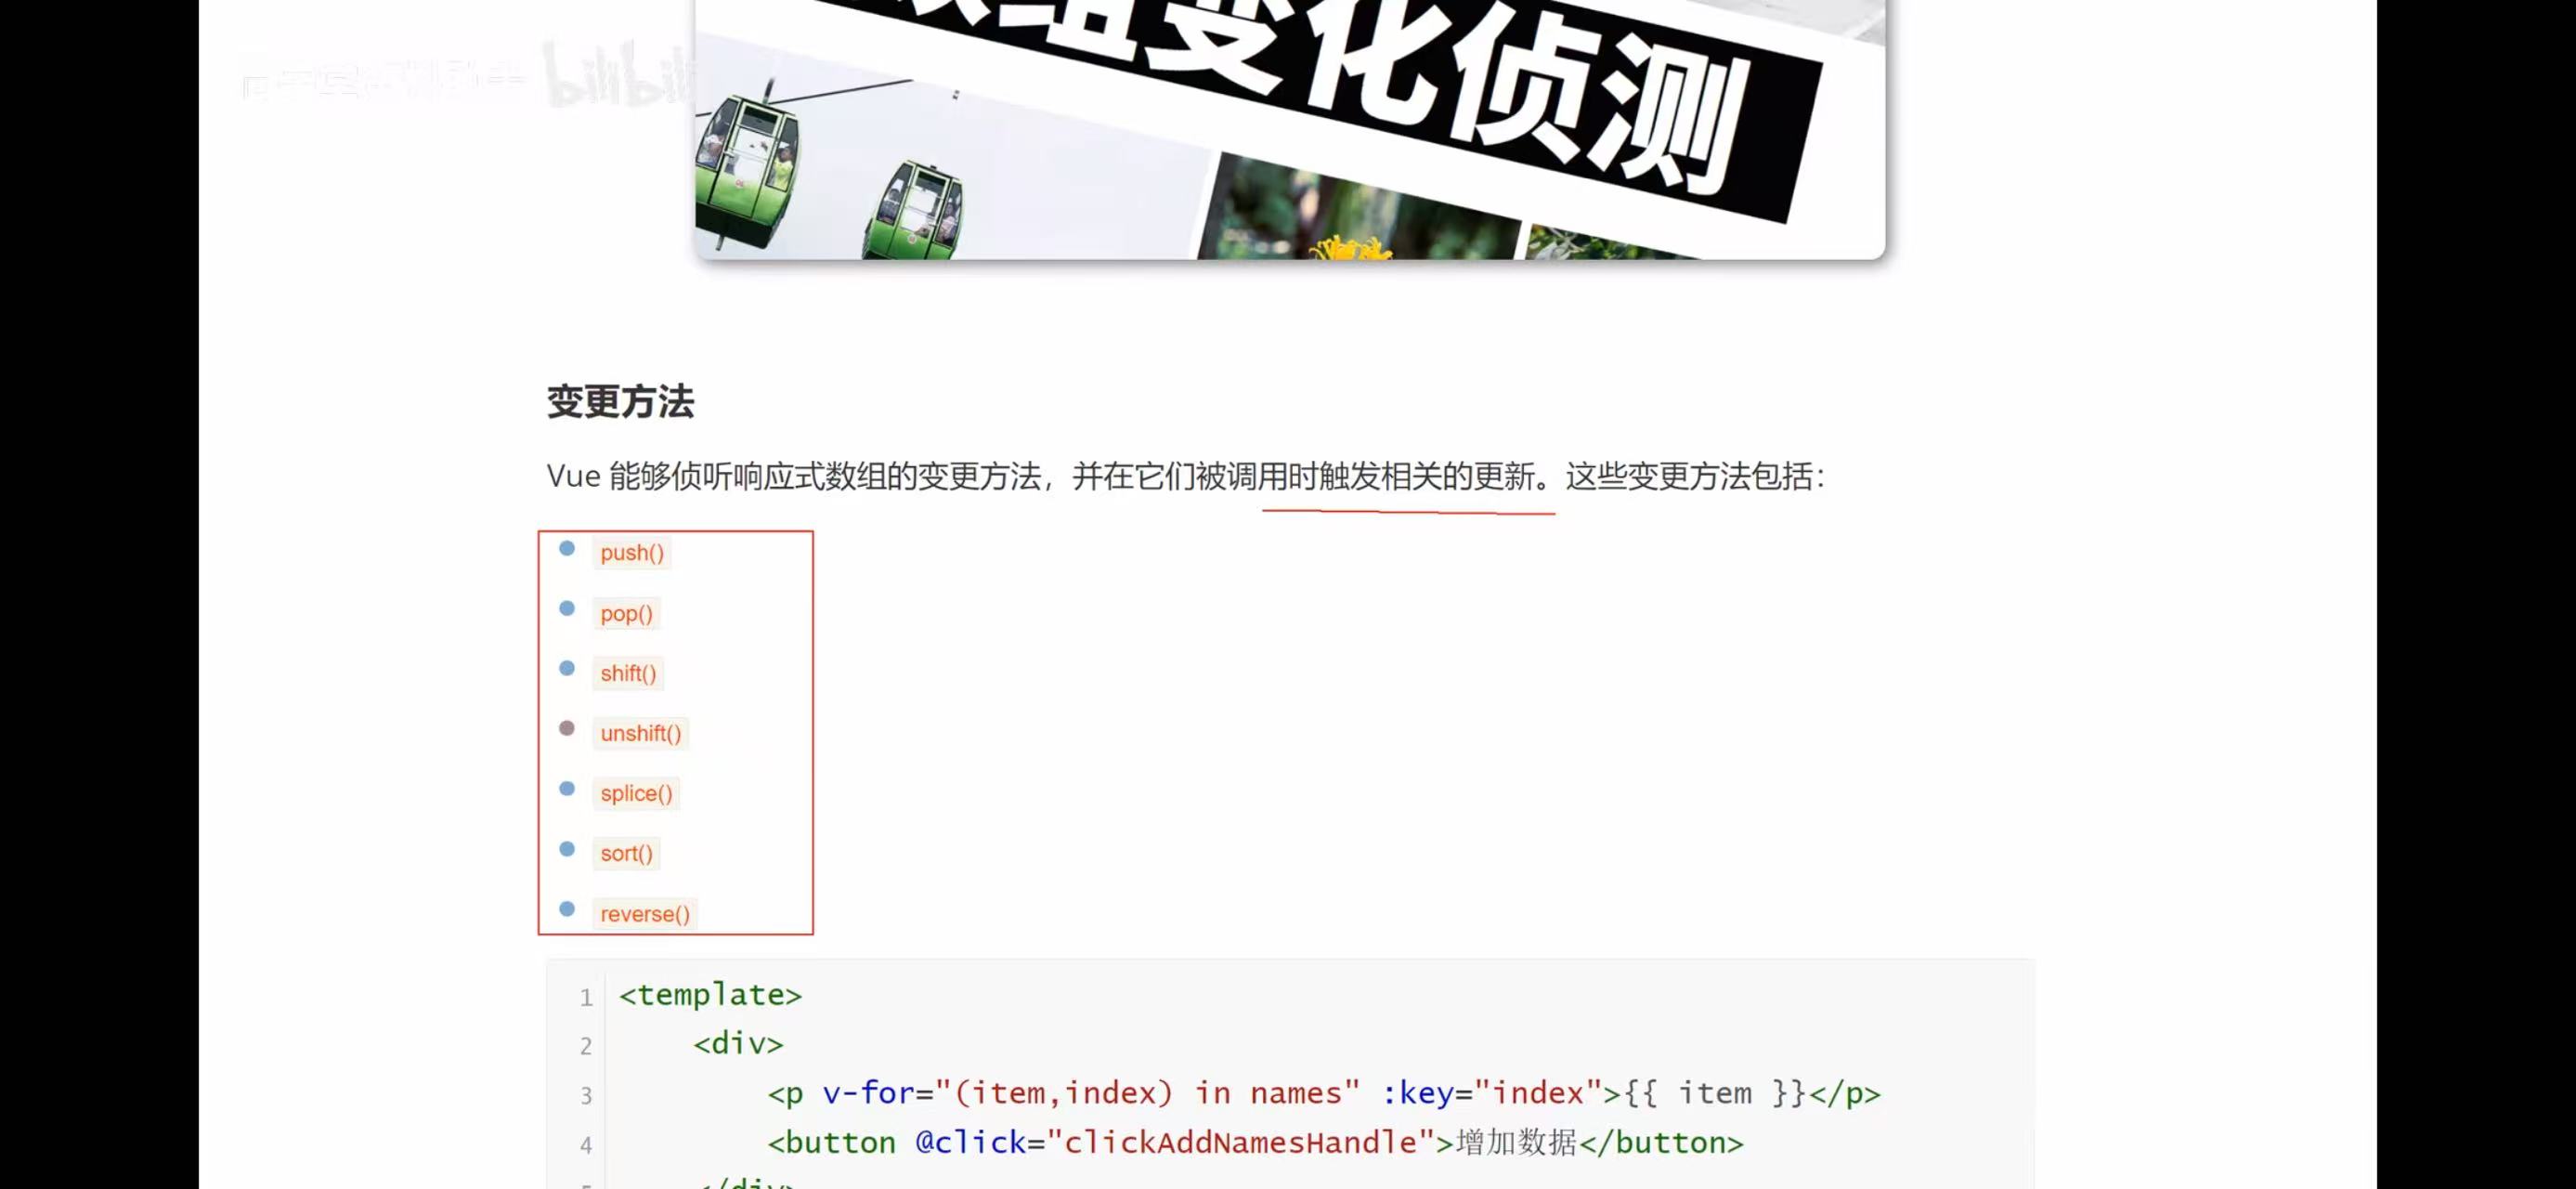 组变化侦测
bilibili
变更方法
Vue 能够侦听响应式数组的变更方法，并在它们被调用时触发相关的更新。这些变更方法包括：
push()
pop()
shift()
unshift()
splice()
sort()
reverse()
1 <template>
2 <div>
3 <p v-for="(item,index) in names" :key="index">{{ item }}</p>
4 <button @click="clickAddNamesHandle">增加数据</button>
</div>